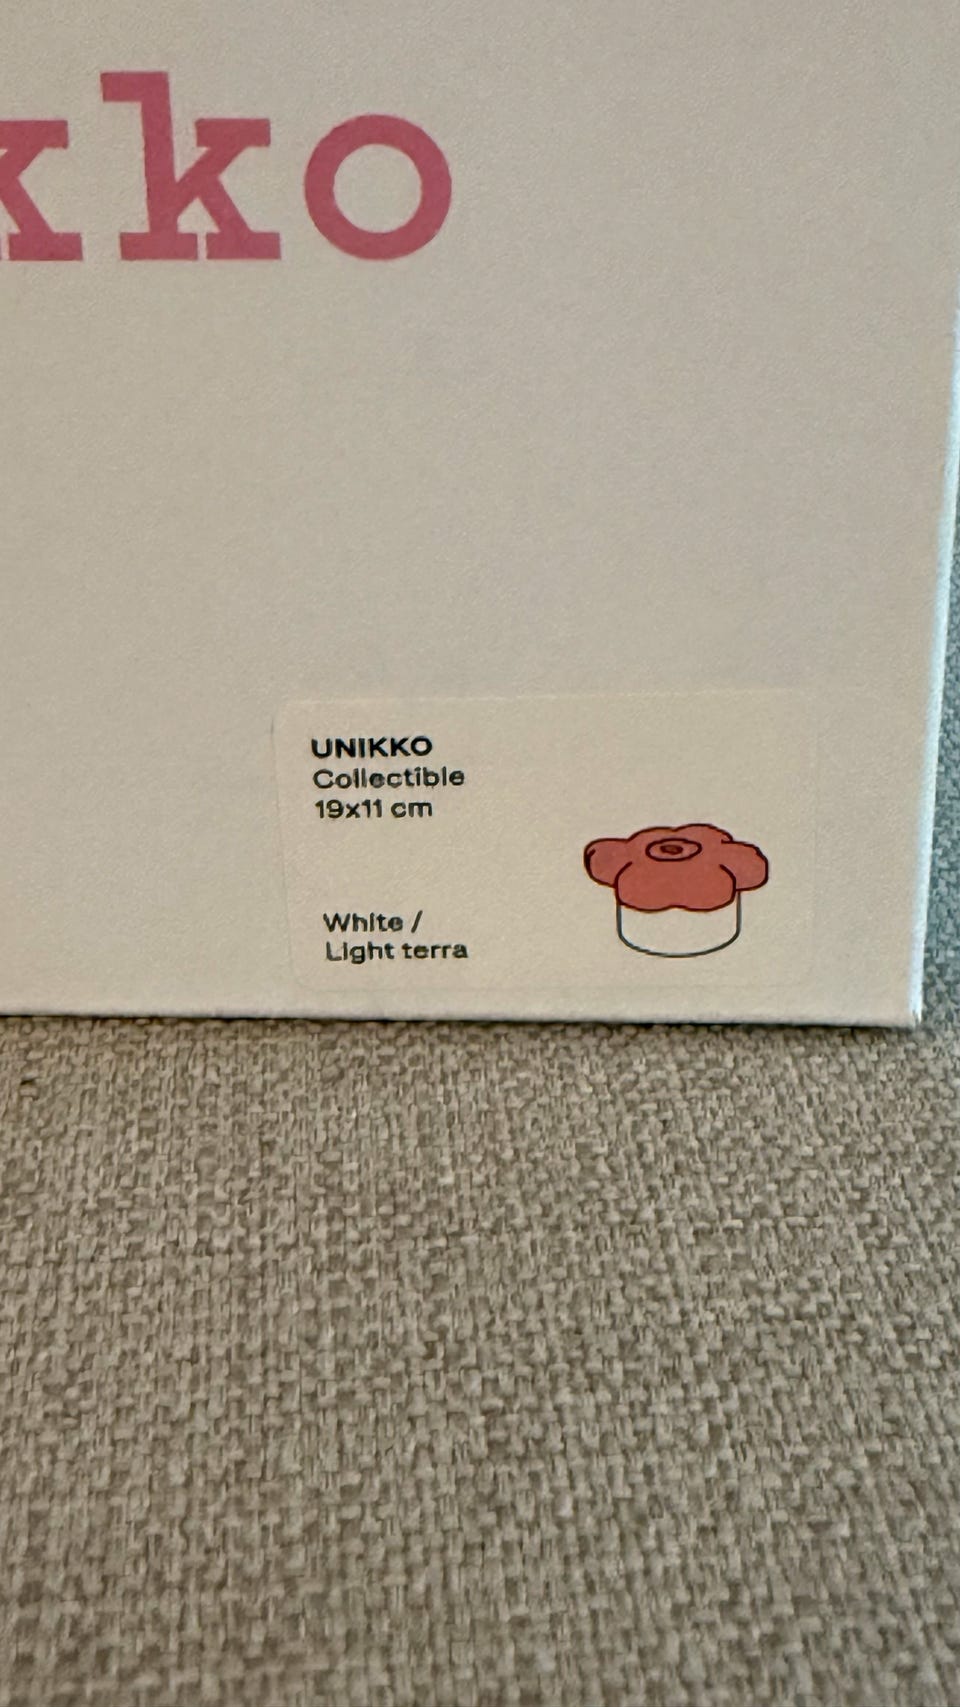 kko
UNIKKO
Collectible
19x11 cm
White /
Light terra